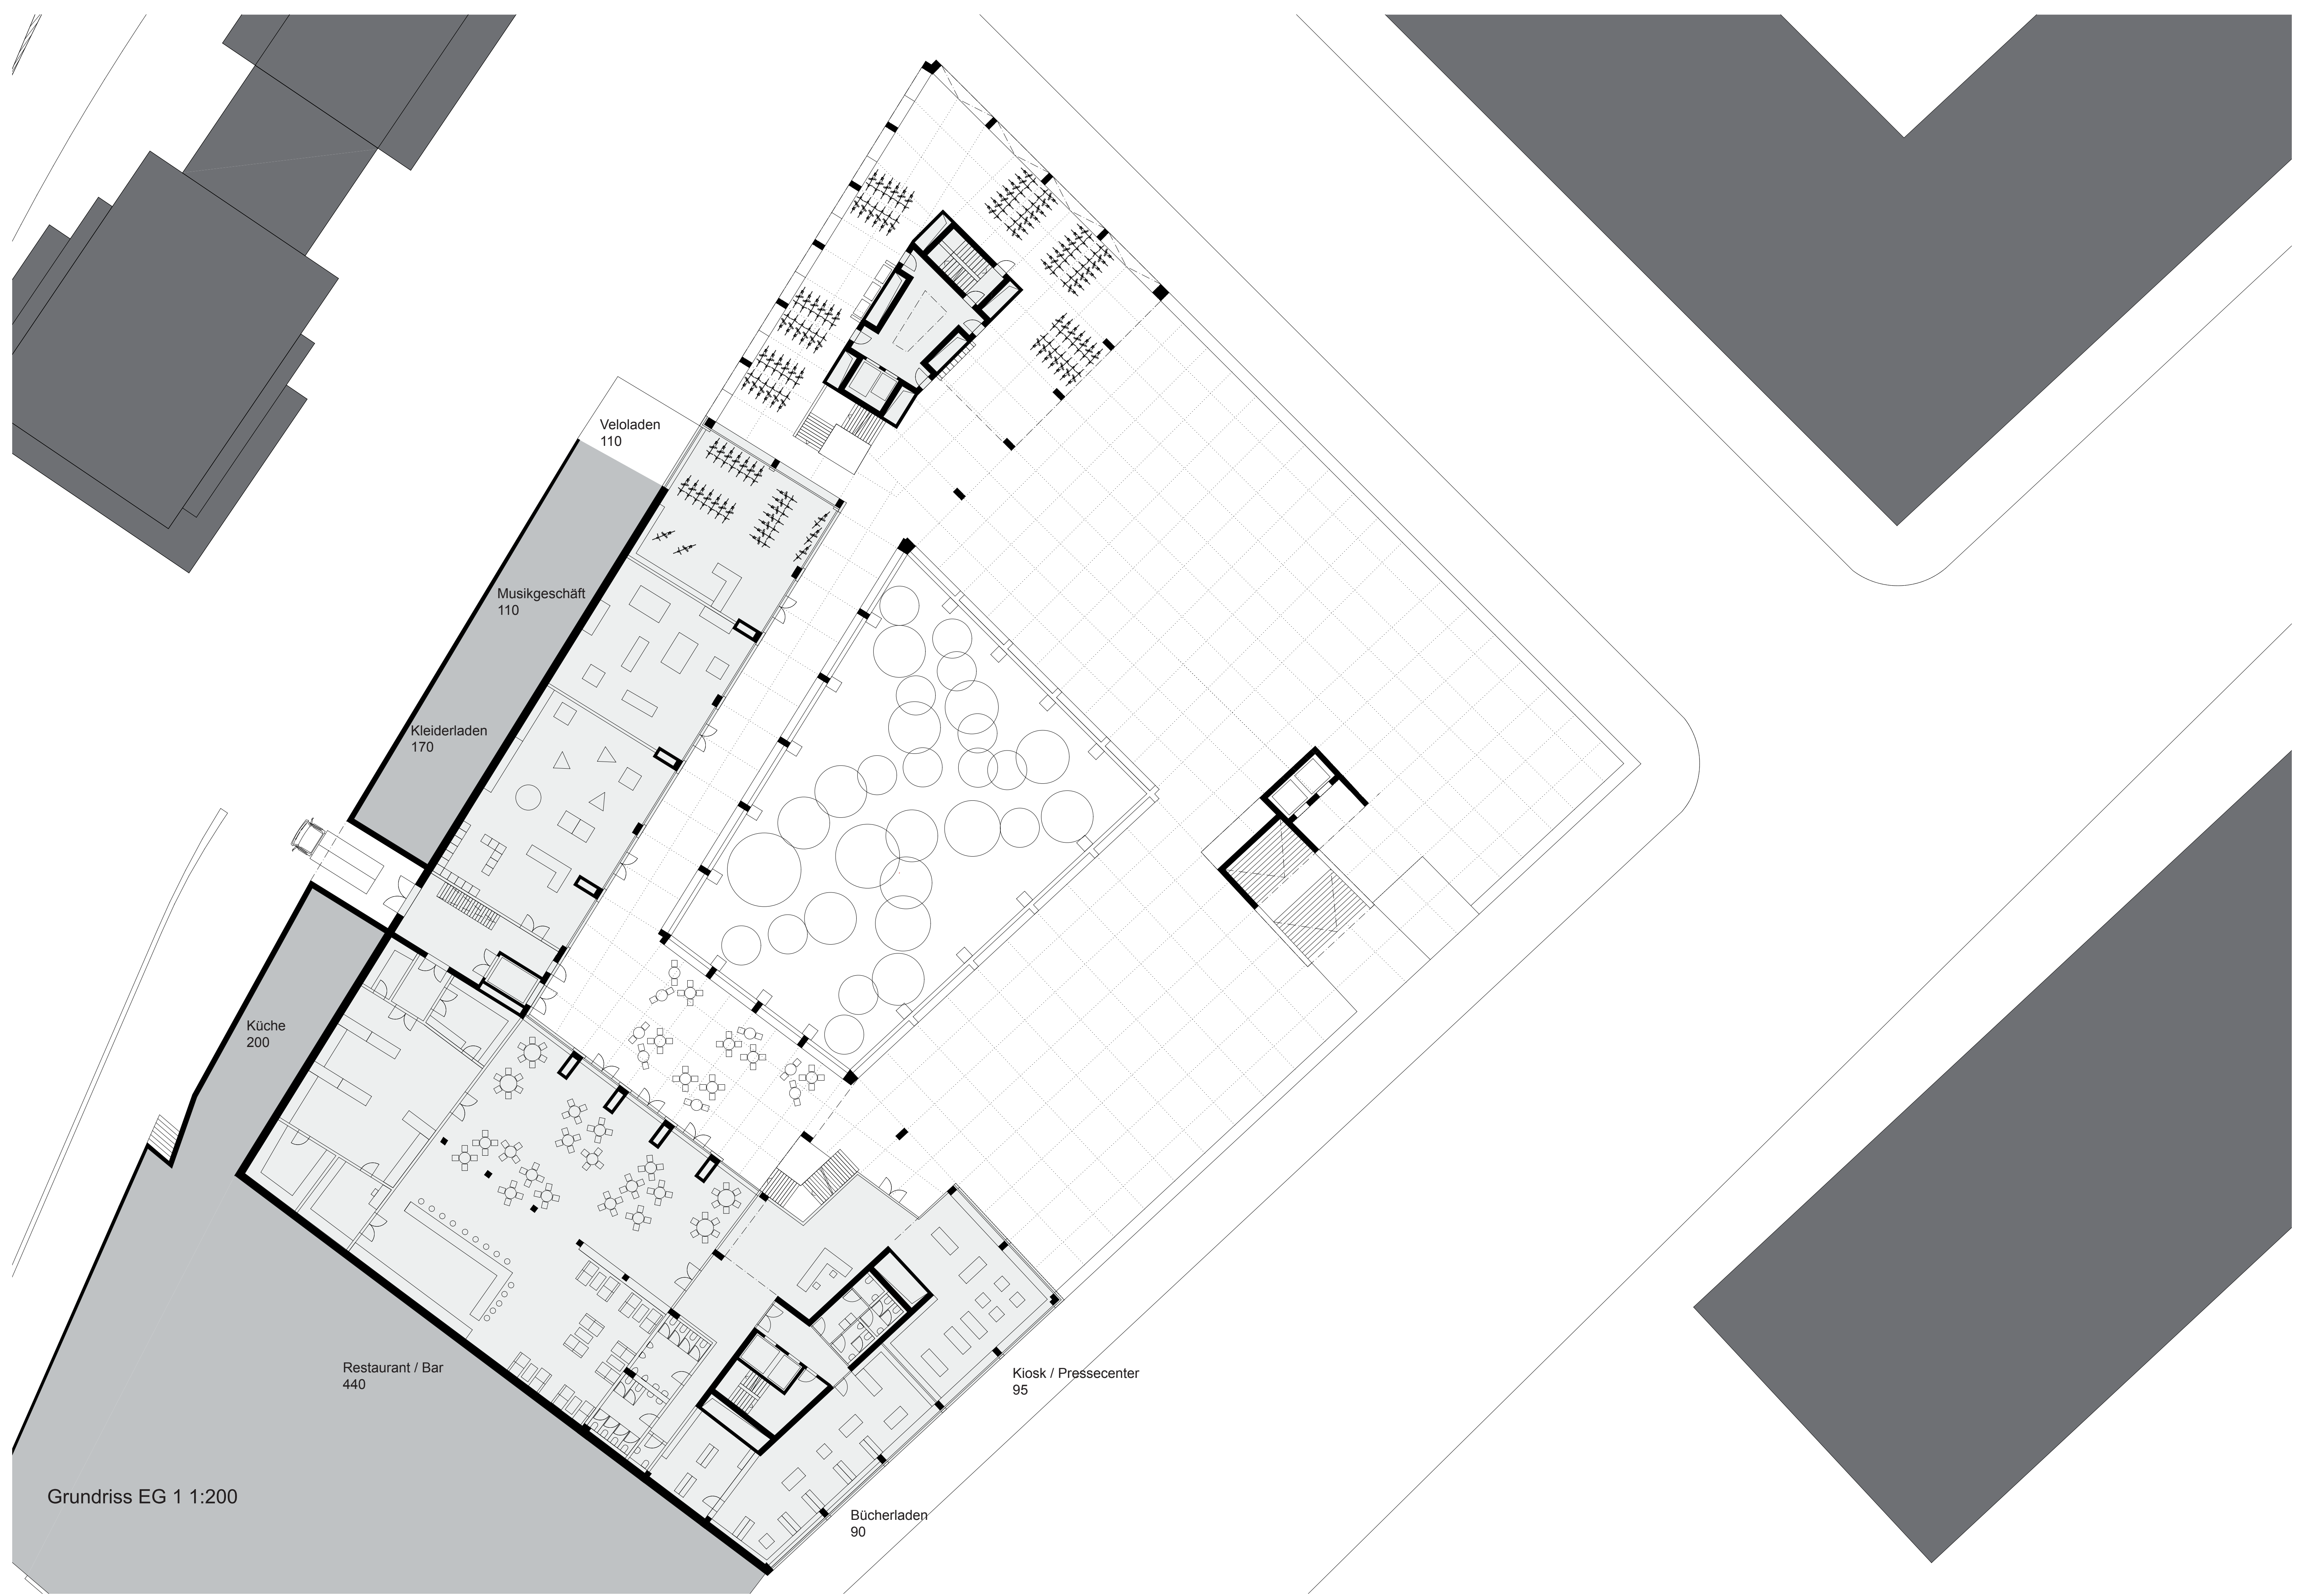 Veloladen
110
Musikgeschäft
110
Kleiderladen
170
Küche
200
Restaurant / Bar
440
Kiosk / Pressecenter
95
Grundriss EG 1 1:200
Bücherladen
90